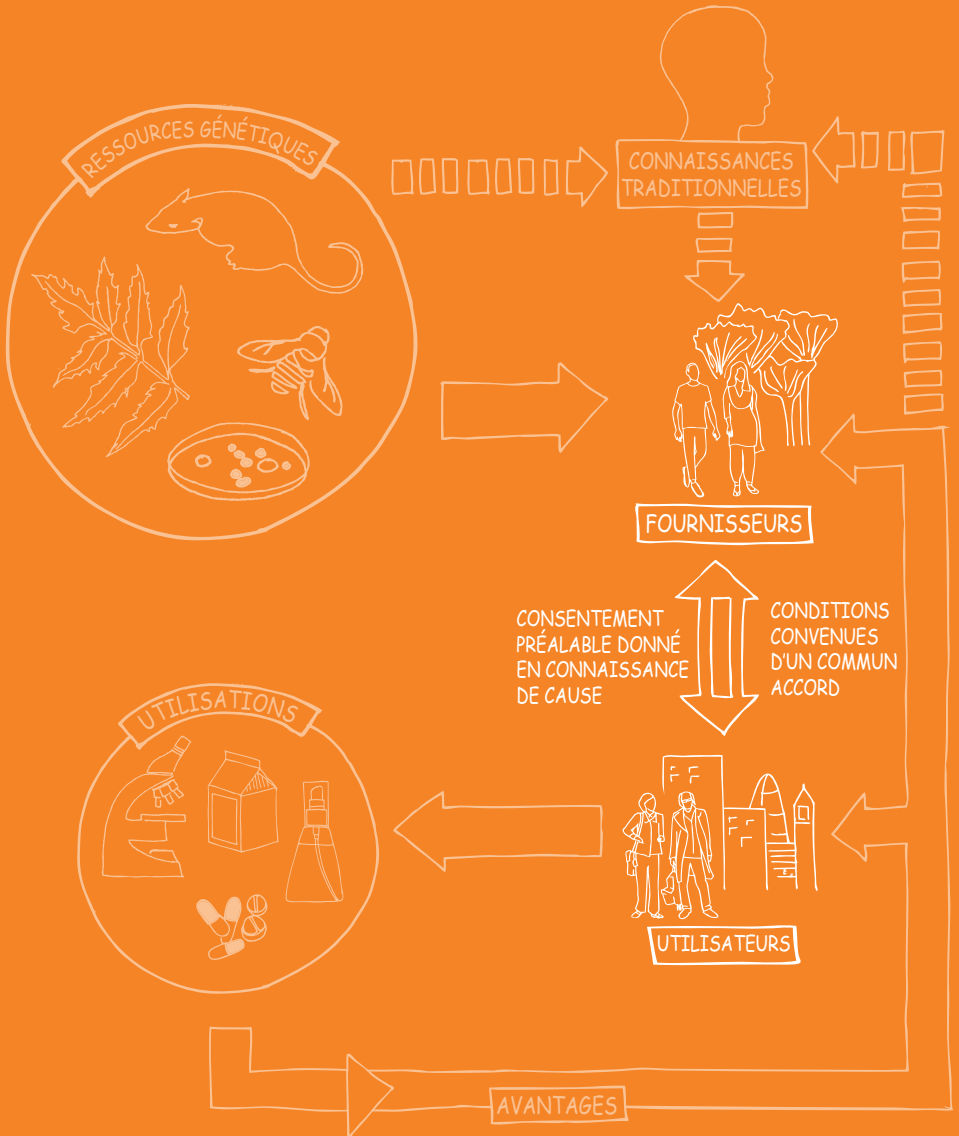 RESSOURCES GÉNÉTIQUES
CONNAISSANCES
TRADITIONNELLES
FOURNISSEURS
CONSENTEMENT
PRÉALABLE DONNÉ
EN CONNAISSANCE
DE CAUSE
CONDITIONS
CONVENUES
D'UN COMMUN
ACCORD
UTILISATIONS
UTILISATEURS
AVANTAGES